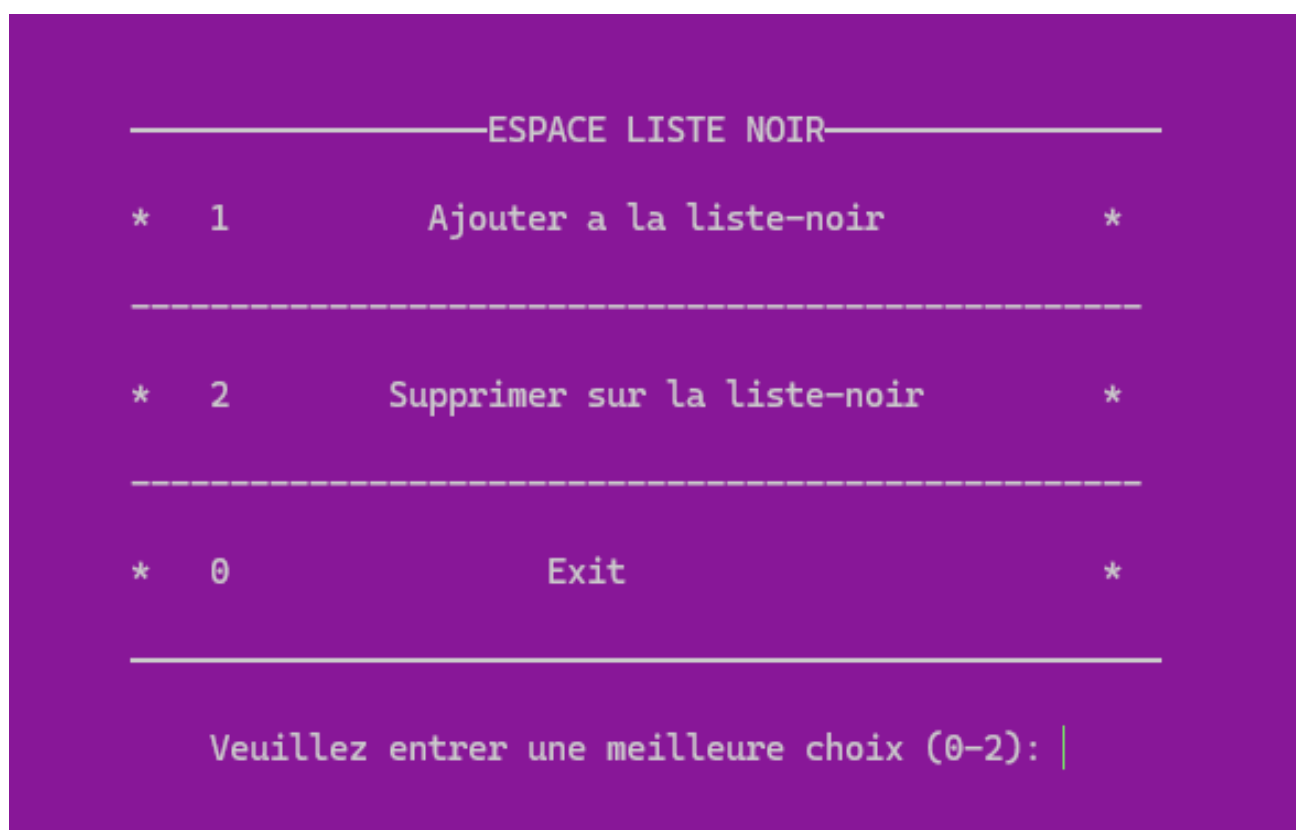 ESPACE LISTE NOIR
* 1 Ajouter a la liste-noir *
* 2 Supprimer sur la liste-noir *
* 0 Exit *
Veuillez entrer une meilleure choix (0-2):